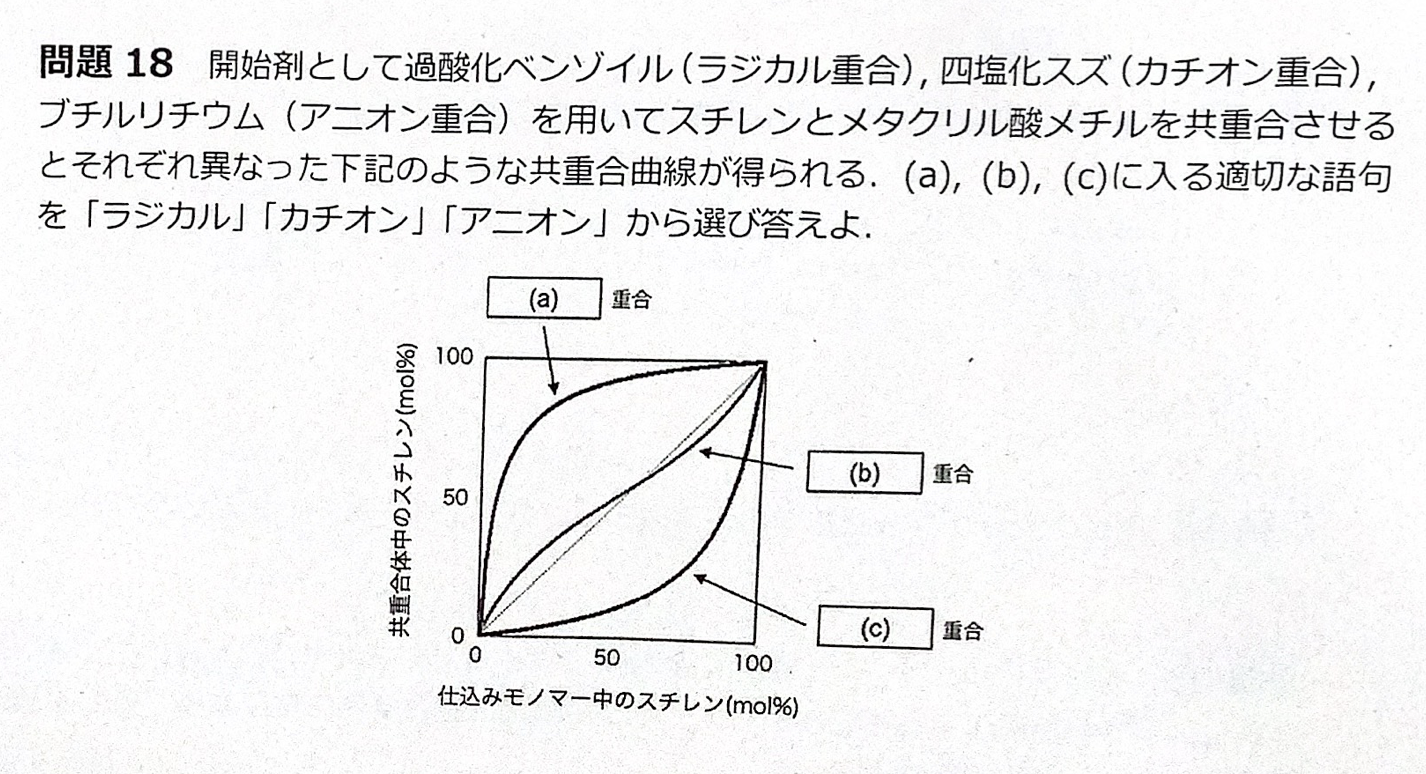 問題 18 開始剤として過酸化ベンゾイル(ラジカル重合), 四塩化スズ(カチオン重合),
ブチルリチウム(アニオン重合)を用いてスチレンとメタクリル酸メチルを共重合させる
とそれぞれ異なった下記のような共重合曲線が得られる. (a), (b), (c)に入る適切な語句
を「ラジカル」「カチオン」「アニオン」から選び答えよ.
(a) 重合
共重合体中のスチレン(mol%)
100
50
0
(b) 重合
(c) 重合
0 50 100
仕込みモノマー中のスチレン(mol%)